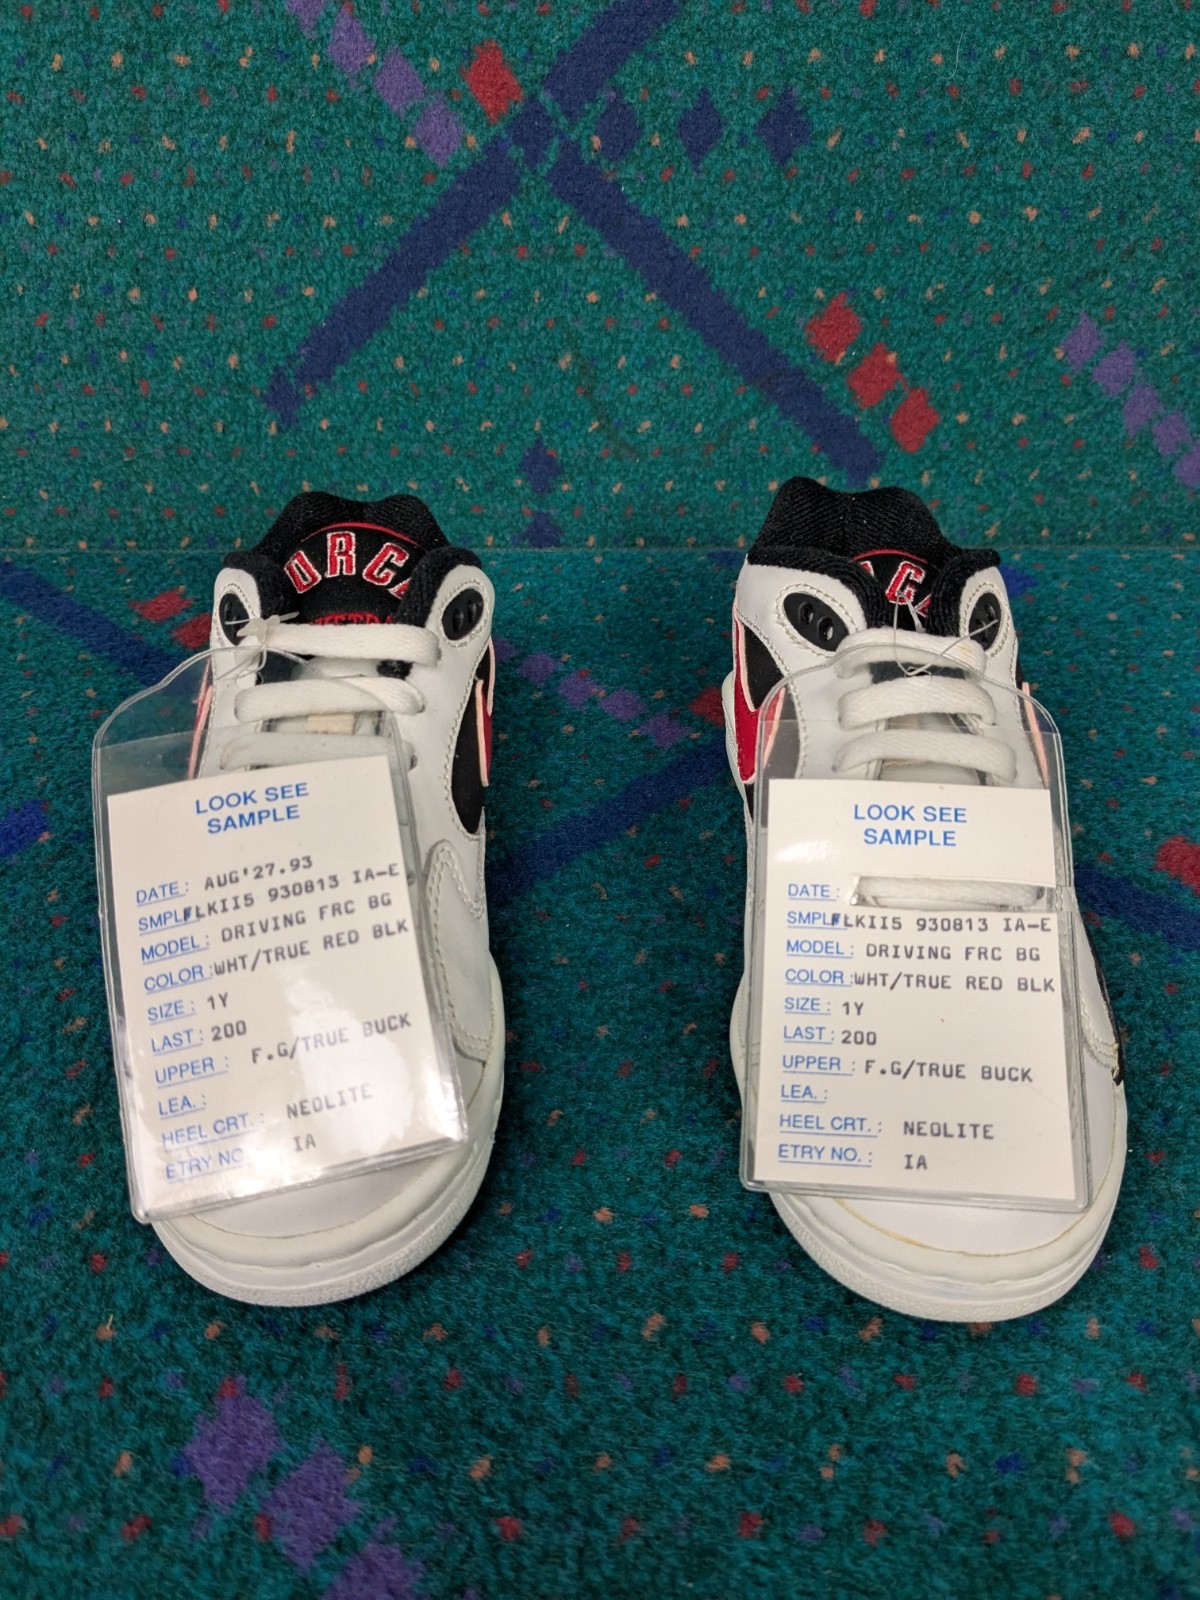 ORC
LOOK SEE
SAMPLE
DATE: AUG'27.93
SMPL FLKII5 930813 IA-E
MODEL: DRIVING FRC BG
COLOR: WHT/TRUE RED BLK
SIZE: 1Y
LAST: 200
UPPER: F.G/TRUE BUCK
LEA.:
HEEL CRT.: NEOLITE
ETRY NO. IA
LOOK SEE
SAMPLE
DATE:
SMPL FLKII5 930813 IA-E
MODEL: DRIVING FRC BG
COLOR: WHT/TRUE RED BLK
SIZE: 1Y
LAST: 200
UPPER: F.G/TRUE BUCK
LEA.:
HEEL CRT.: NEOLITE
ETRY NO.: IA